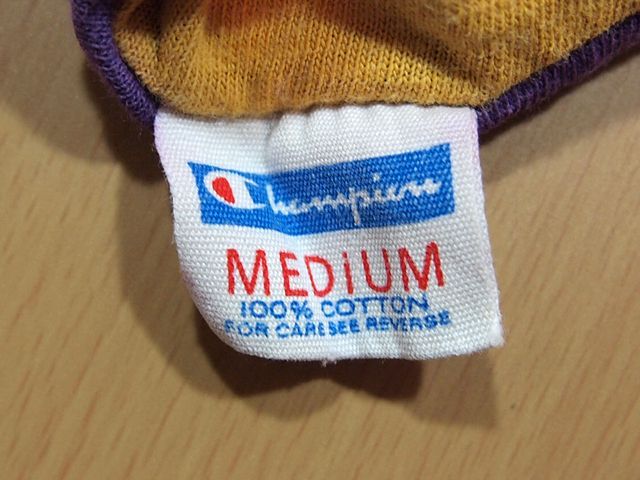 Champion
MEDiUM
100% COTTON
FOR CARE SEE REVERSE